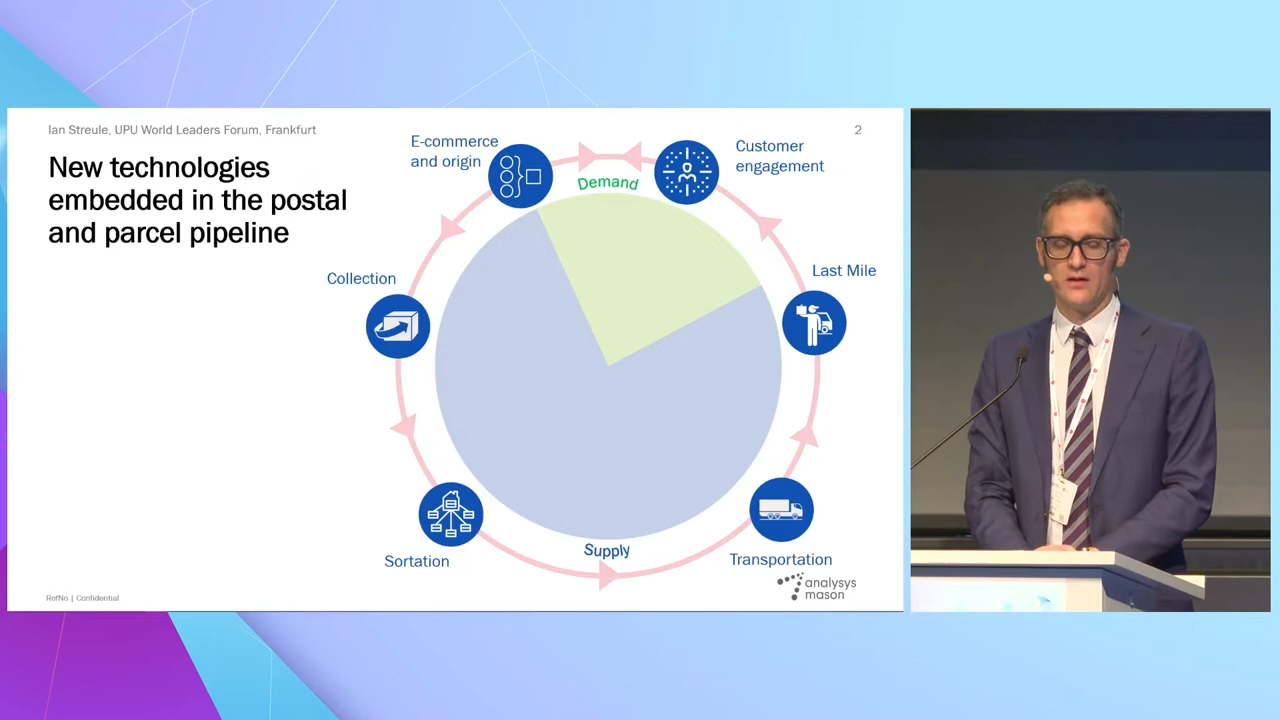 Ian Streule, UPU World Leaders Forum, Frankfurt
2
New technologies
embedded in the postal
and parcel pipeline
E-commerce
and origin
Customer
engagement
Demand
Collection
Last Mile
Sortation
Supply
Transportation
analysys
mason
RefNo | Confidential